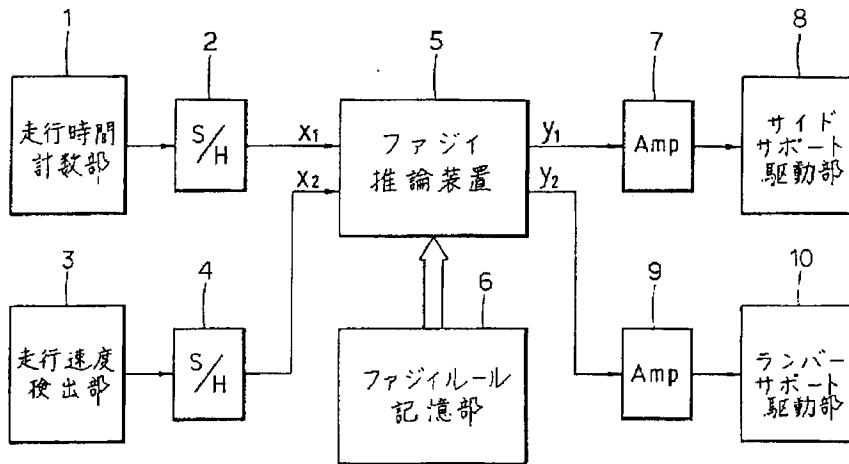 1
走行時間
計数部
2
S/H
x₁
3
走行速度
検出部
4
S/H
x₂
5
ファジイ
推論装置
6
ファジィルール
記憶部
y₁
y₂
7
Amp
8
サイド
サポート
駆動部
9
Amp
10
ランバー
サポート
駆動部